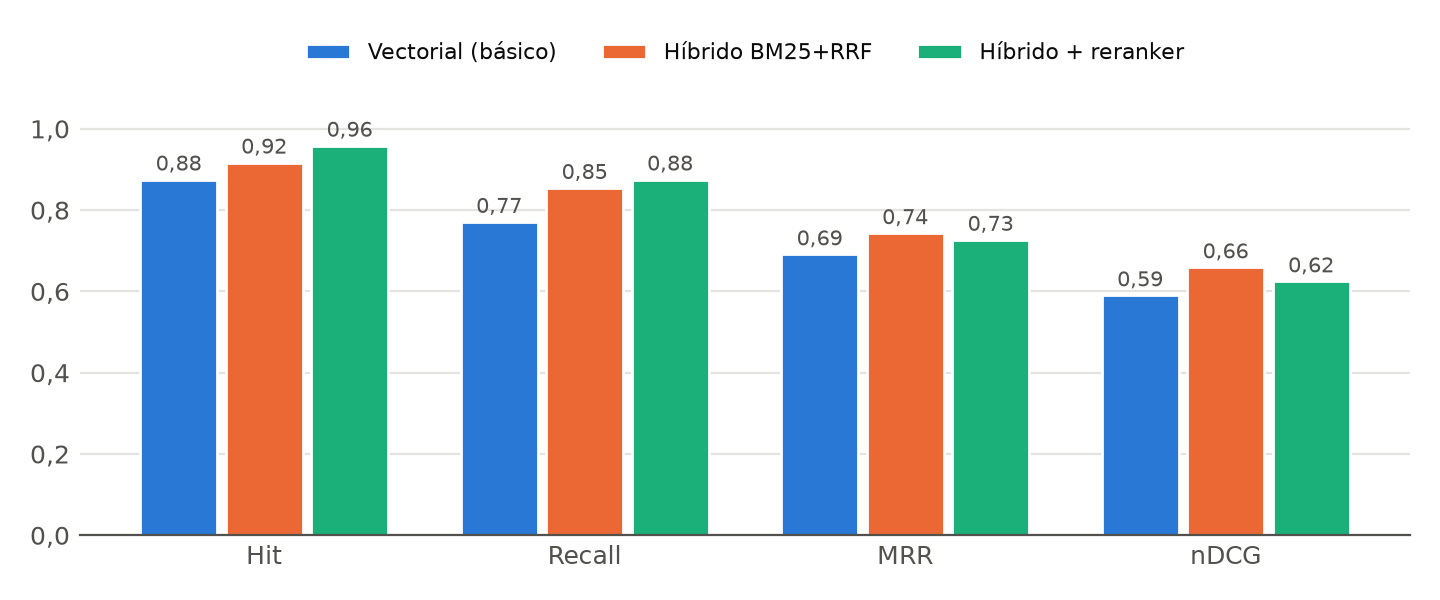 Vectorial (básico) Híbrido BM25+RRF Híbrido + reranker
1,0
0,8
0,6
0,4
0,2
0,0
0,88 0,92 0,96
0,77 0,85 0,88
0,69 0,74 0,73
0,59 0,66 0,62
Hit Recall MRR nDCG